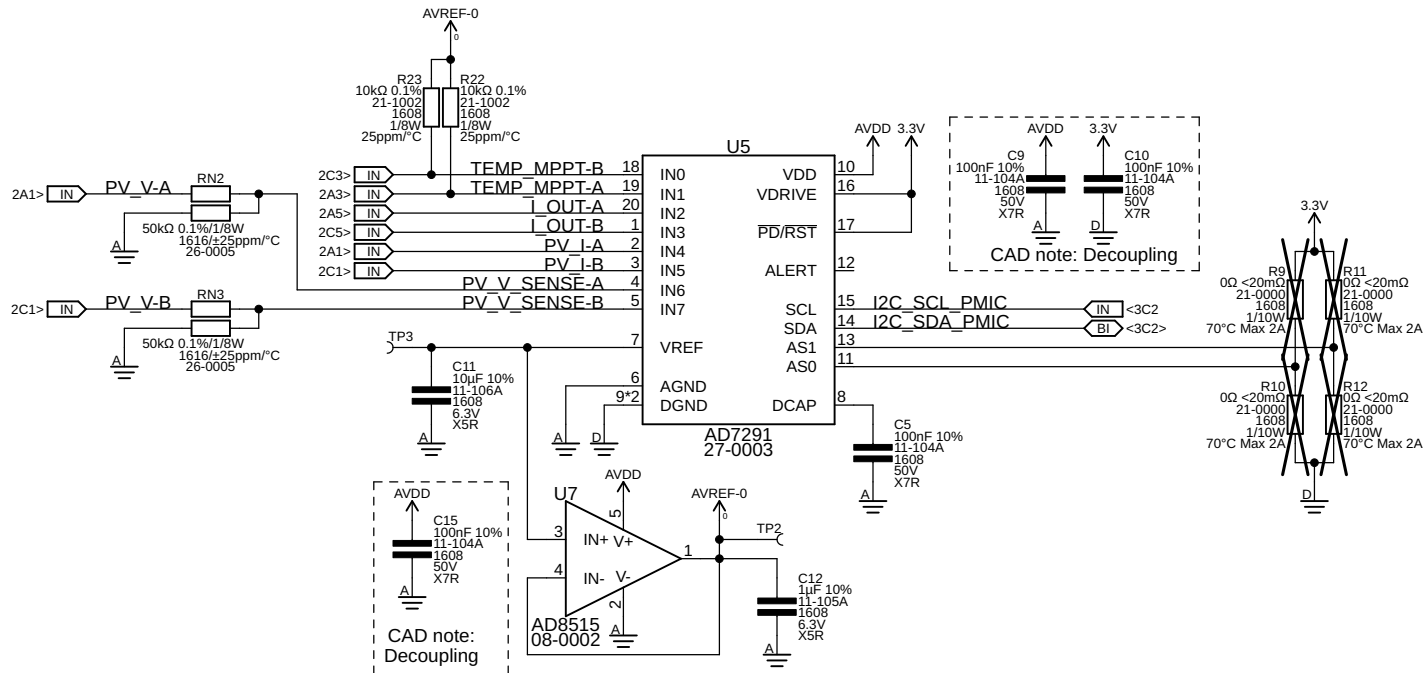 AVREF-0
0
R23
10kΩ 0.1%
21-1002
1608
1/8W
25ppm/°C
R22
10kΩ 0.1%
21-1002
1608
1/8W
25ppm/°C
2A1> IN PV_V-A
RN2
A
50kΩ 0.1%/1/8W
1616/±25ppm/°C
26-0005
2C1> IN PV_V-B
RN3
A
50kΩ 0.1%/1/8W
1616/±25ppm/°C
26-0005
2C3> IN TEMP_MPPT-B 18
2A3> IN TEMP_MPPT-A 19
2A5> IN I_OUT-A 20
2C5> IN I_OUT-B 1
2A1> IN PV_I-A 2
2C1> IN PV_I-B 3
PV_V_SENSE-A 4
PV_V_SENSE-B 5
TP3
7
6
9*2
U5
IN0
IN1
IN2
IN3
IN4
IN5
IN6
IN7
VREF
AGND
DGND
VDD
VDRIVE
PD/RST
ALERT
SCL
SDA
AS1
AS0
DCAP
AD7291
27-0003
AVDD 3.3V
10
16
17
12
15 I2C_SCL_PMIC IN <3C2
14 I2C_SDA_PMIC BI <3C2>
13
11
8
C11
10µF 10%
11-106A
1608
6.3V
X5R
A
A
D
C5
100nF 10%
11-104A
1608
50V
X7R
A
AVDD
C9
100nF 10%
11-104A
1608
50V
X7R
A
3.3V
C10
100nF 10%
11-104A
1608
50V
X7R
D
CAD note: Decoupling
3.3V
R9
0Ω <20mΩ
21-0000
1608
1/10W
70°C Max 2A
R11
0Ω <20mΩ
21-0000
1608
1/10W
70°C Max 2A
R10
0Ω <20mΩ
21-0000
1608
1/10W
70°C Max 2A
R12
0Ω <20mΩ
21-0000
1608
1/10W
70°C Max 2A
D
AVDD
C15
100nF 10%
11-104A
1608
50V
X7R
A
CAD note:
Decoupling
U7
AVDD
5
3 IN+ V+
1
4 IN- V-
2
A
AD8515
08-0002
AVREF-0
0
TP2
C12
1µF 10%
11-105A
1608
6.3V
X5R
A